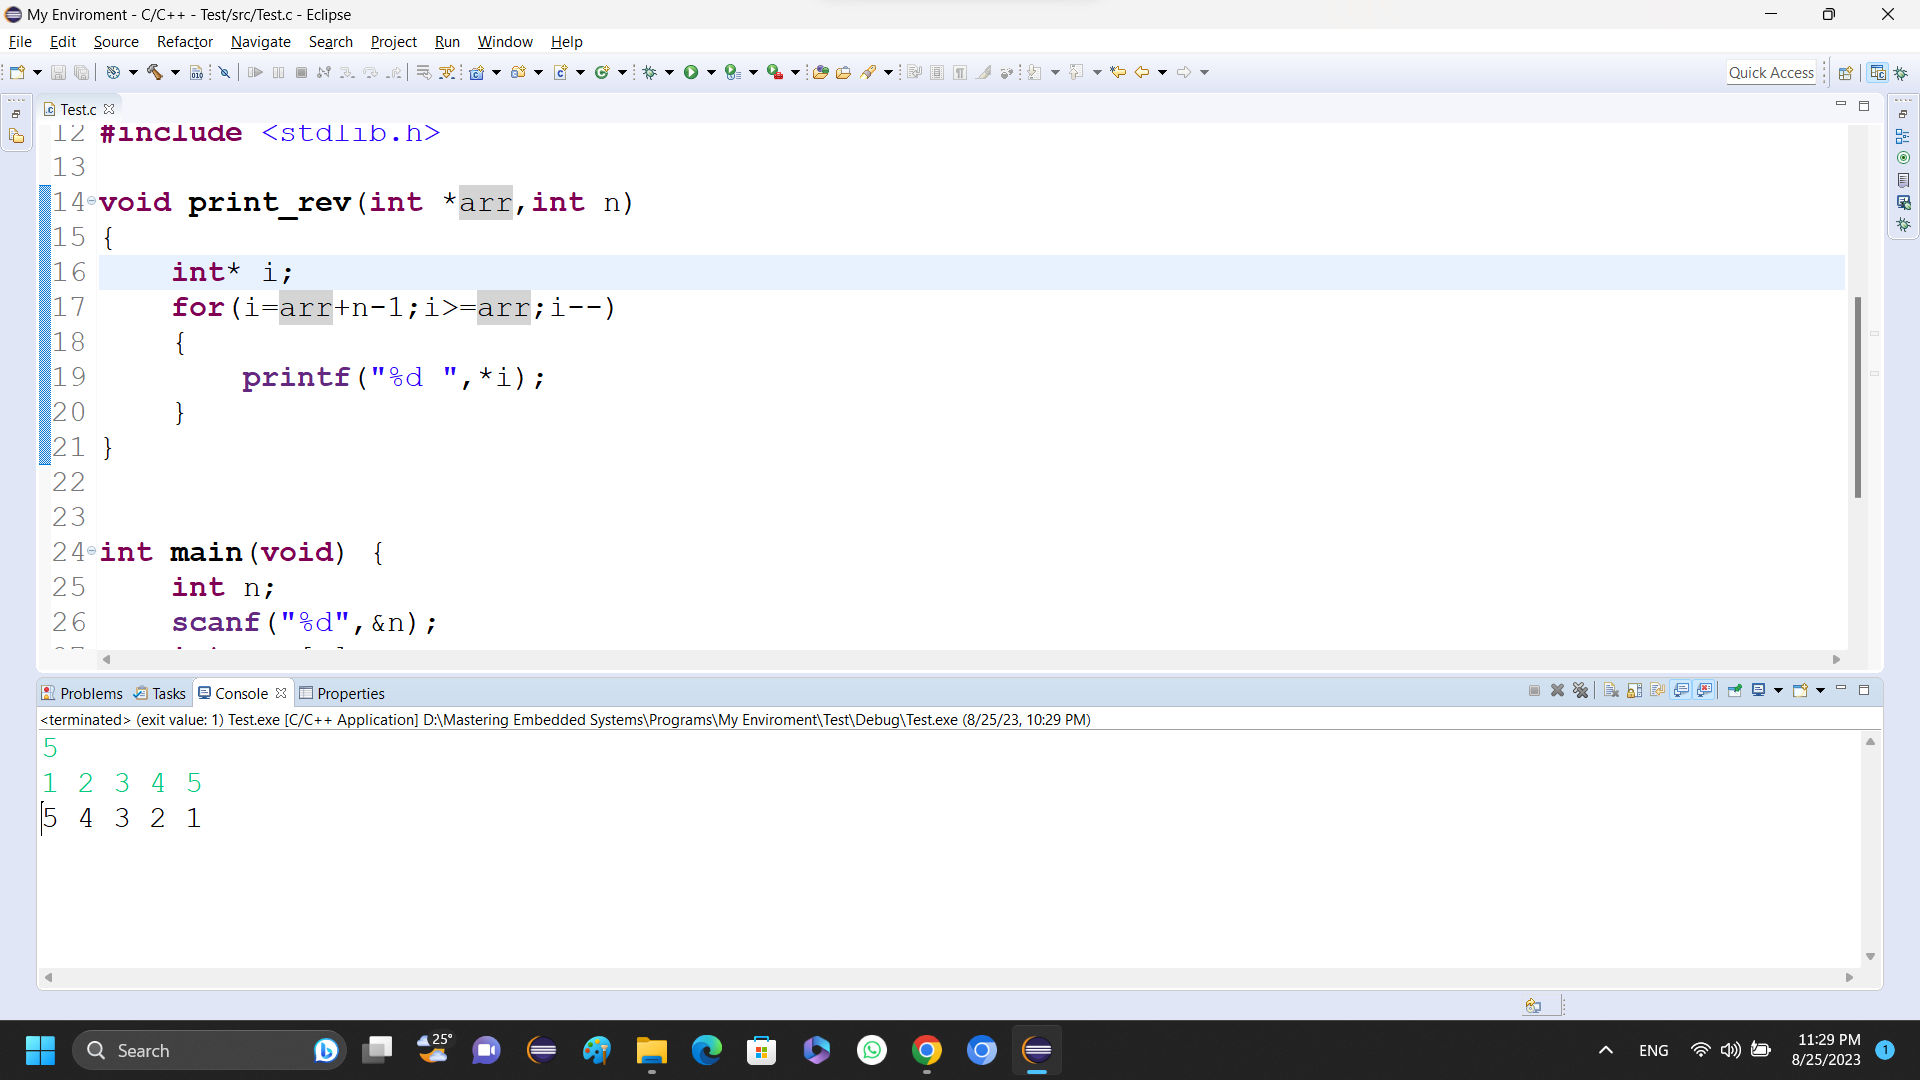 My Enviroment - C/C++ - Test/src/Test.c - Eclipse
File Edit Source Refactor Navigate Search Project Run Window Help
Quick Access
Test.c
12 #include <stdlib.h>
13
14 void print_rev(int *arr,int n)
15 {
16 int* i;
17 for(i=arr+n-1;i>=arr;i--)
18 {
19 printf("%d ",*i);
20 }
21 }
22
23
24 int main(void) {
25 int n;
26 scanf("%d",&n);
Problems Tasks Console Properties
<terminated> (exit value: 1) Test.exe [C/C++ Application] D:\Mastering Embedded Systems\Programs\My Enviroment\Test\Debug\Test.exe (8/25/23, 10:29 PM)
5
1 2 3 4 5
5 4 3 2 1
Search
25°
ENG
11:29 PM
8/25/2023
1